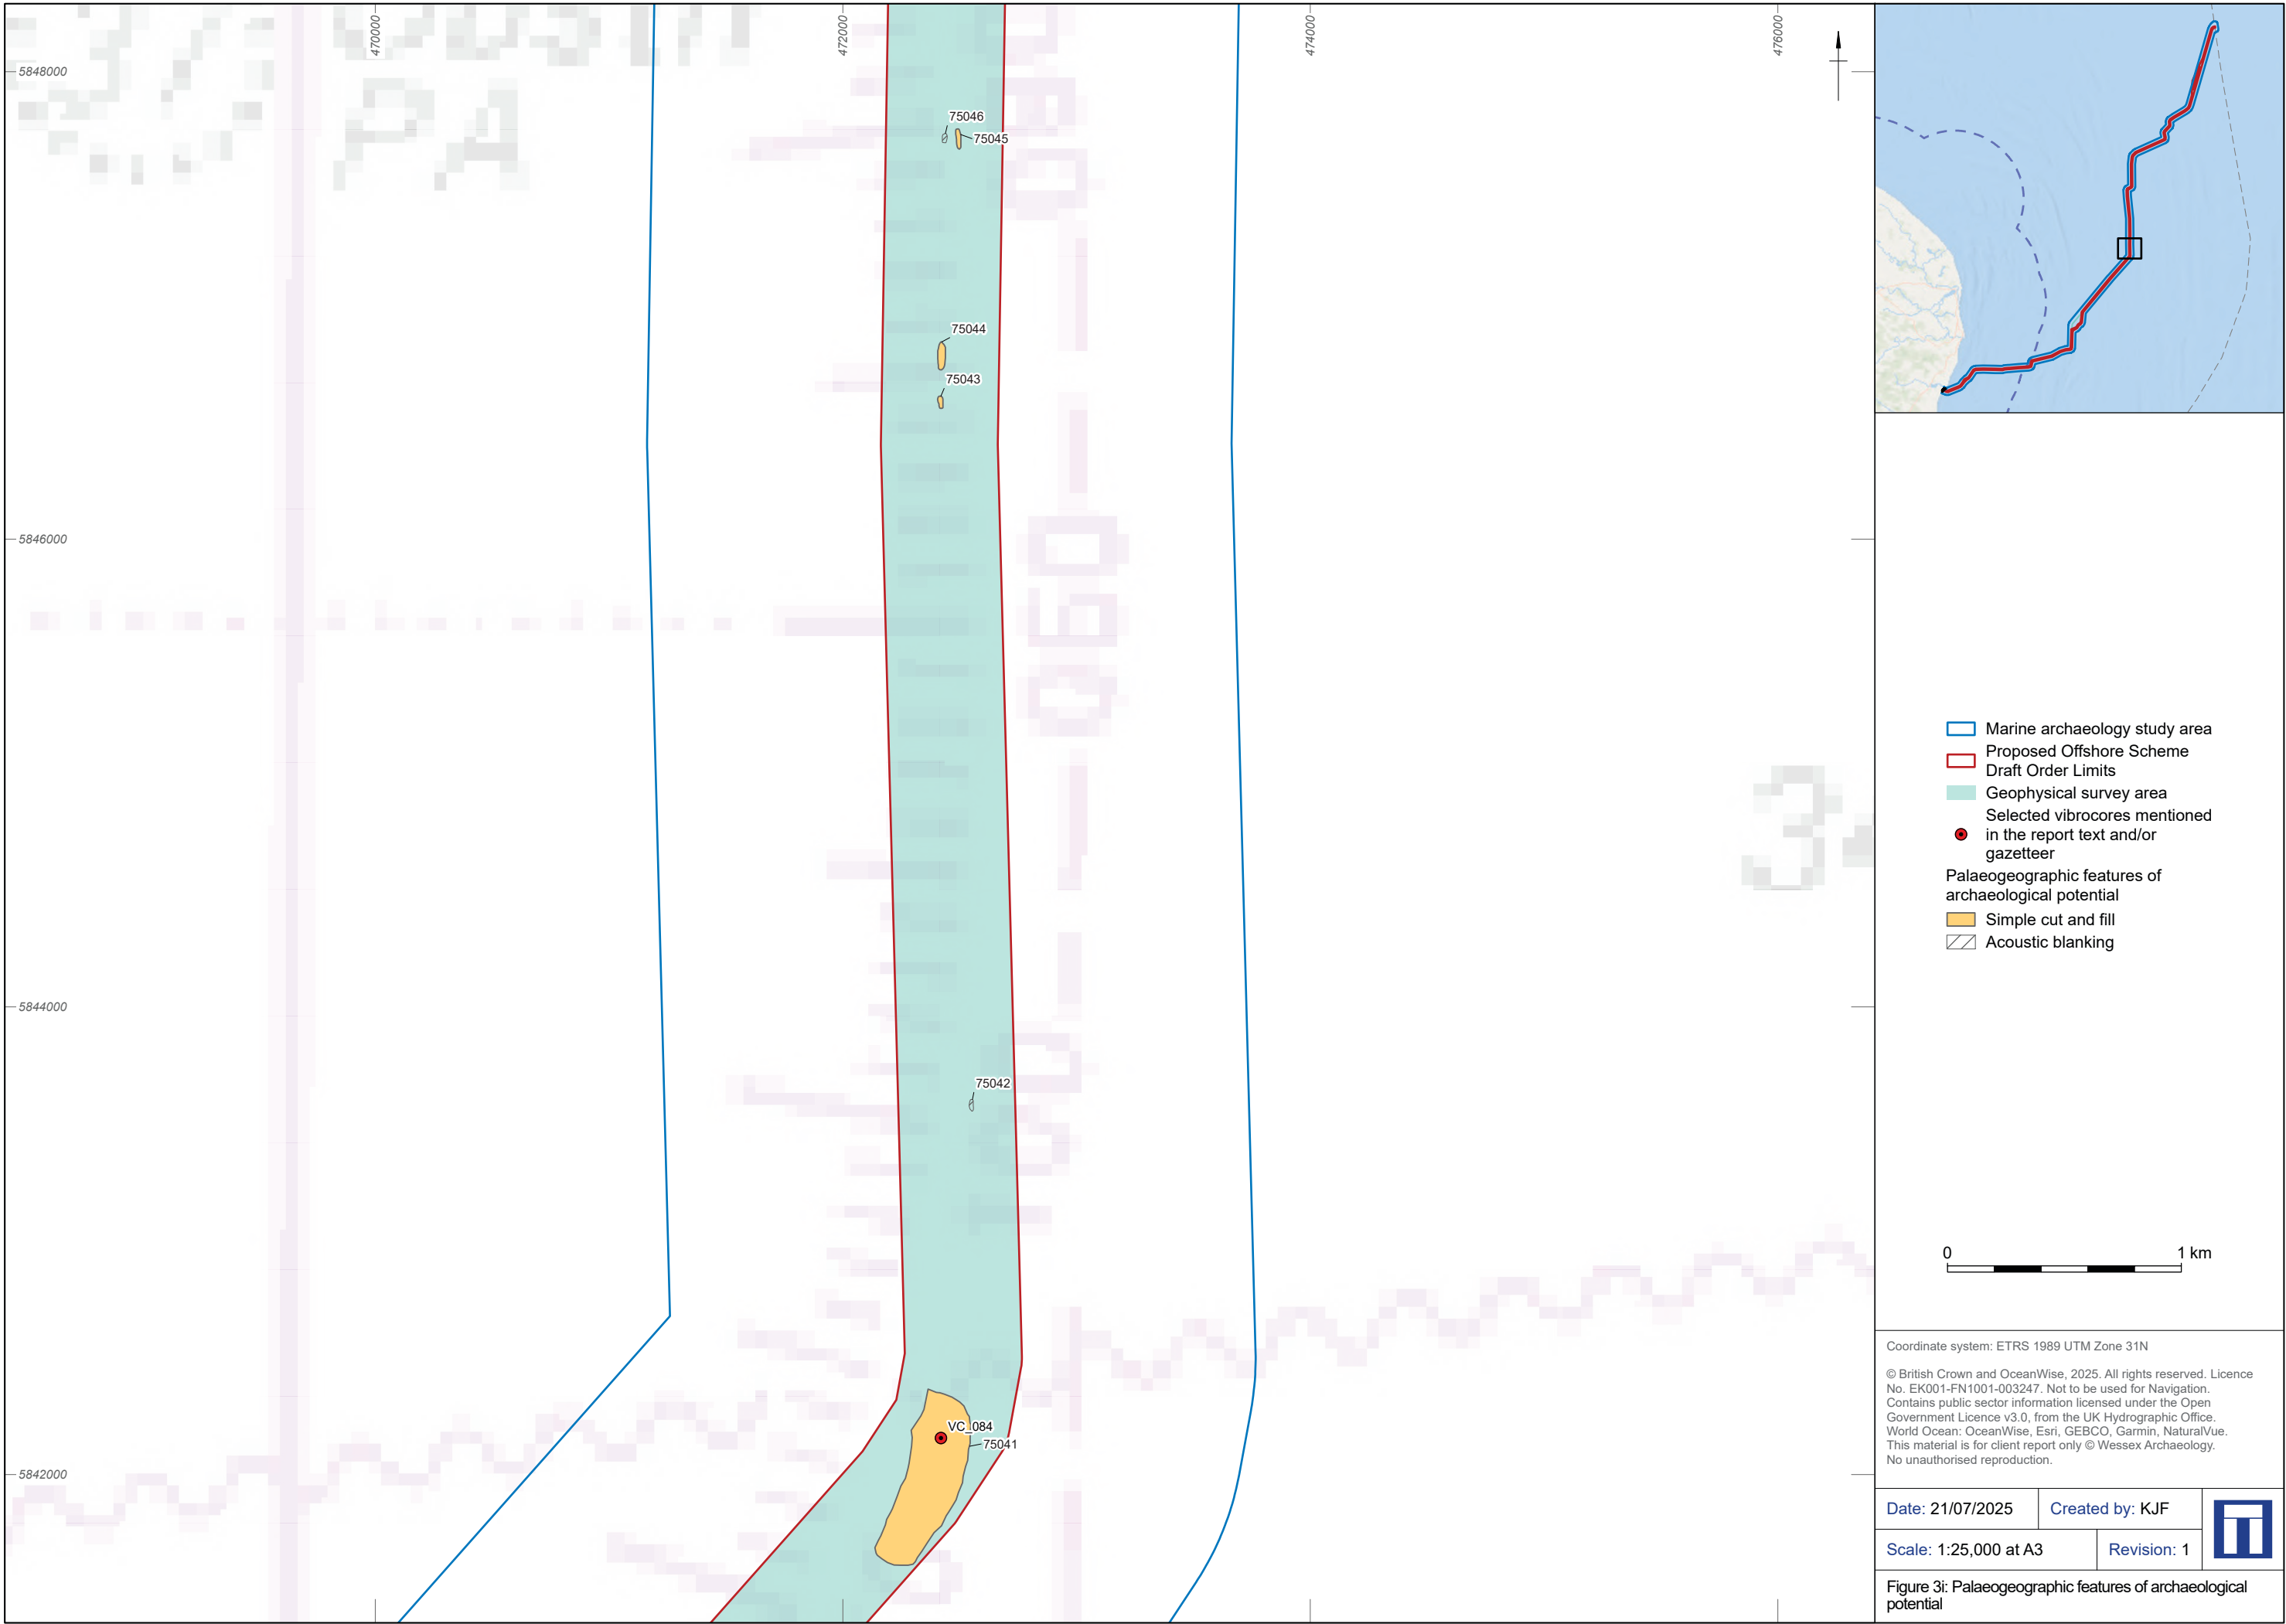 470000
472000
474000
476000
5848000
75046
75045
75044
75043
5846000
5844000
75042
VC_084
75041
5842000
Marine archaeology study area
Proposed Offshore Scheme
Draft Order Limits
Geophysical survey area
Selected vibrocores mentioned
in the report text and/or
gazetteer
Palaeogeographic features of
archaeological potential
Simple cut and fill
Acoustic blanking
0 1 km
Coordinate system: ETRS 1989 UTM Zone 31N
© British Crown and OceanWise, 2025. All rights reserved. Licence
No. EK001-FN1001-003247. Not to be used for Navigation.
Contains public sector information licensed under the Open
Government Licence v3.0, from the UK Hydrographic Office.
World Ocean: OceanWise, Esri, GEBCO, Garmin, NaturalVue.
This material is for client report only © Wessex Archaeology.
No unauthorised reproduction.
Date: 21/07/2025 Created by: KJF
Scale: 1:25,000 at A3 Revision: 1
Figure 3i: Palaeogeographic features of archaeological
potential